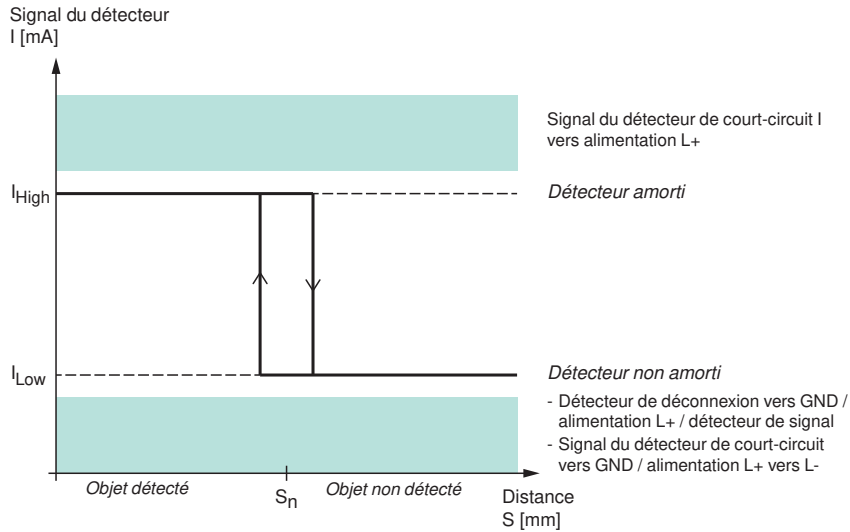 Signal du détecteur
I [mA]
Signal du détecteur de court-circuit I
vers alimentation L+
IHigh
Détecteur amorti
ILow
Détecteur non amorti
- Détecteur de déconnexion vers GND /
alimentation L+ / détecteur de signal
- Signal du détecteur de court-circuit
vers GND / alimentation L+ vers L-
Objet détecté
Sn
Objet non détecté
Distance
S [mm]